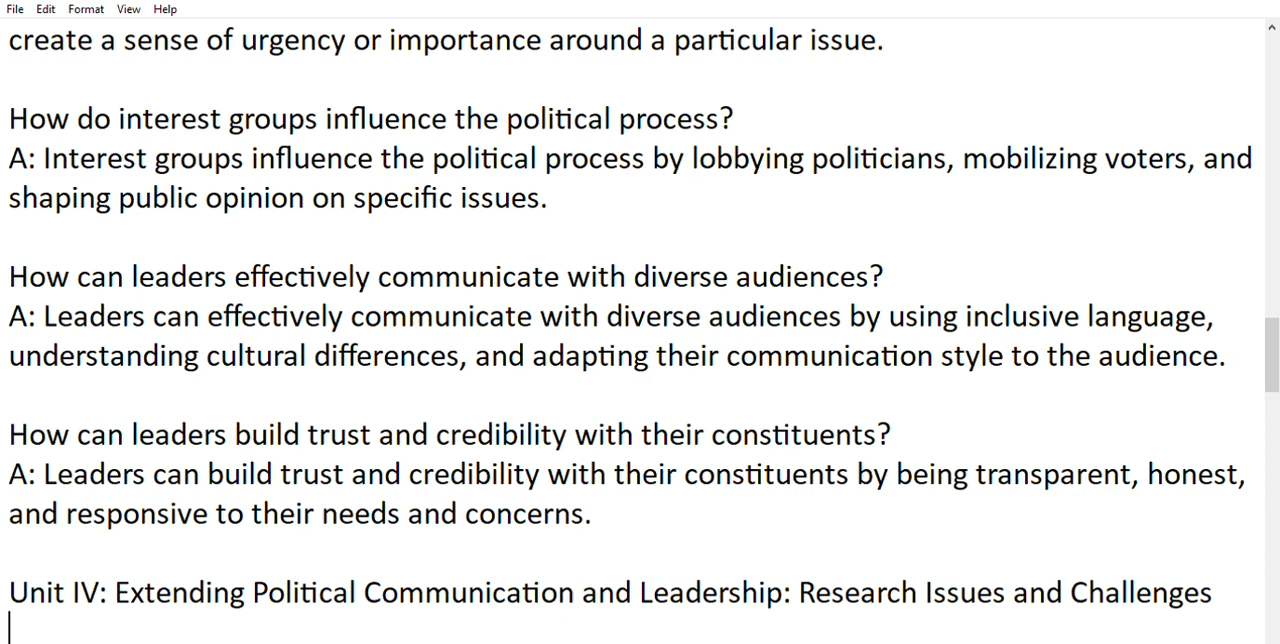 File Edit Format View Help
create a sense of urgency or importance around a particular issue.
How do interest groups influence the political process?
A: Interest groups influence the political process by lobbying politicians, mobilizing voters, and
shaping public opinion on specific issues.
How can leaders effectively communicate with diverse audiences?
A: Leaders can effectively communicate with diverse audiences by using inclusive language,
understanding cultural differences, and adapting their communication style to the audience.
How can leaders build trust and credibility with their constituents?
A: Leaders can build trust and credibility with their constituents by being transparent, honest,
and responsive to their needs and concerns.
Unit IV: Extending Political Communication and Leadership: Research Issues and Challenges